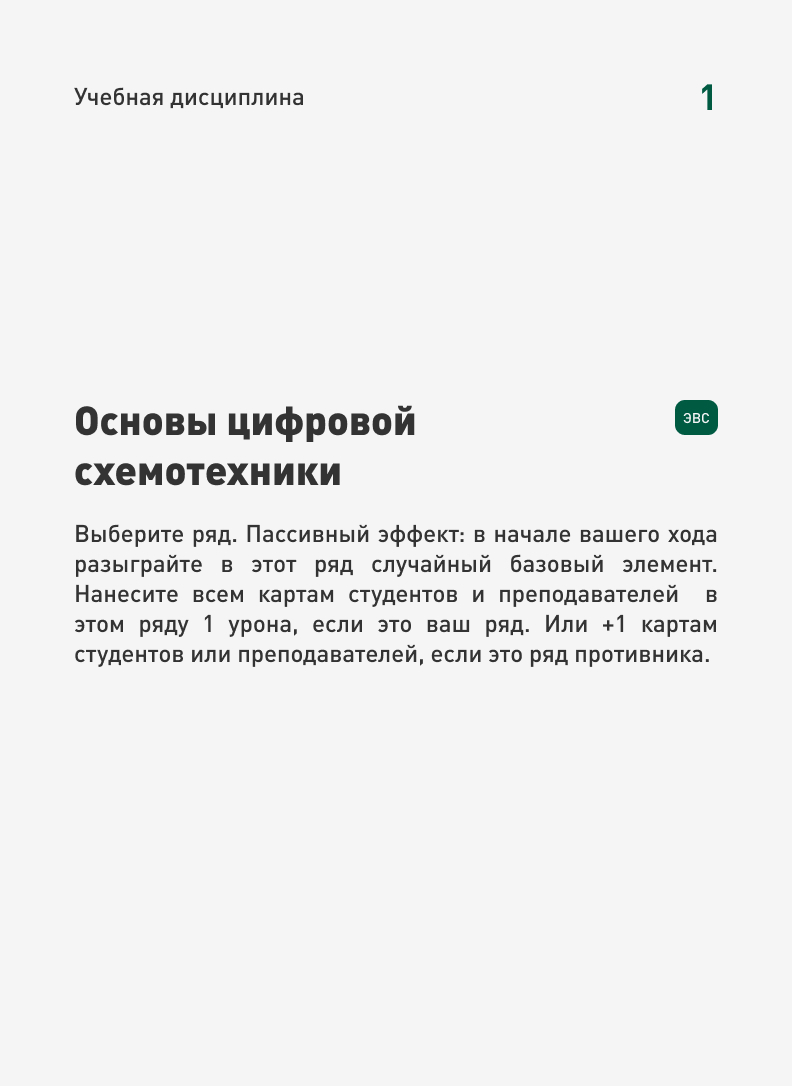 Учебная дисциплина
1
Основы цифровой
эвс
схемотехники
Выберите ряд. Пассивный эффект: в начале вашего хода
разыграйте в этот ряд случайный базовый элемент.
Нанесите всем картам студентов и преподавателей  в
этом ряду 1 урона, если это ваш ряд. Или +1 картам
студентов или преподавателей, если это ряд противника.